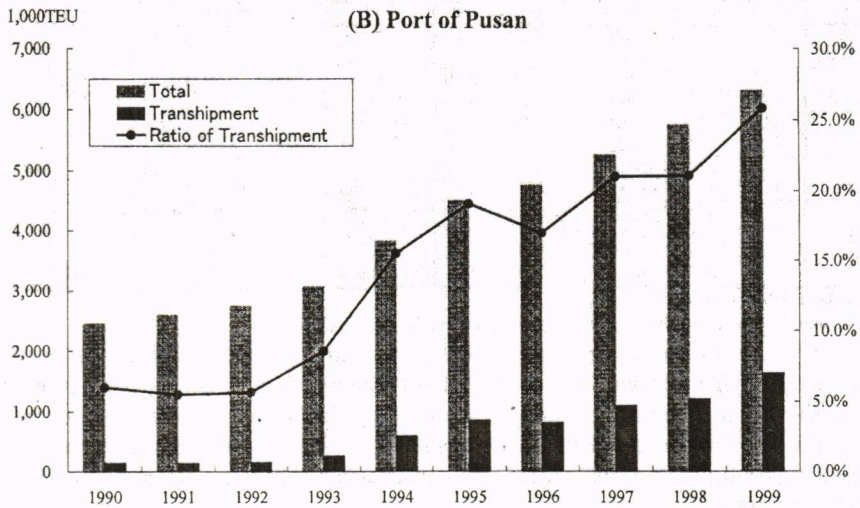 1,000TEU
(B) Port of Pusan
7,000
6,000
5,000
4,000
3,000
2,000
1,000
0
30.0%
25.0%
20.0%
15.0%
10.0%
5.0%
0.0%
Total
Transhipment
Ratio of Transhipment
1990 1991 1992 1993 1994 1995 1996 1997 1998 1999